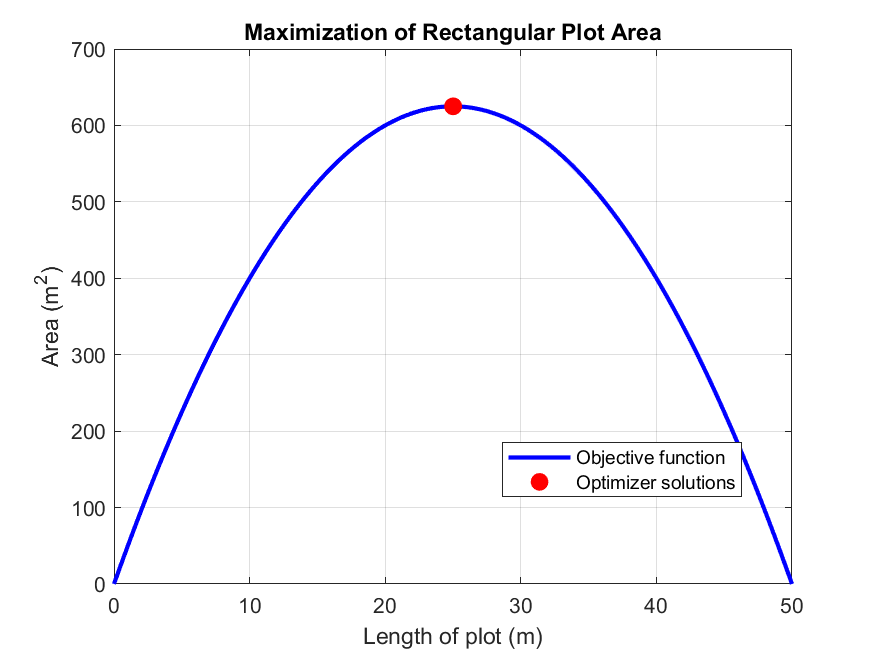 Maximization of Rectangular Plot Area
700
600
500
400
300
200
100
0
Area (m²)
Objective function
Optimizer solutions
0 10 20 30 40 50
Length of plot (m)